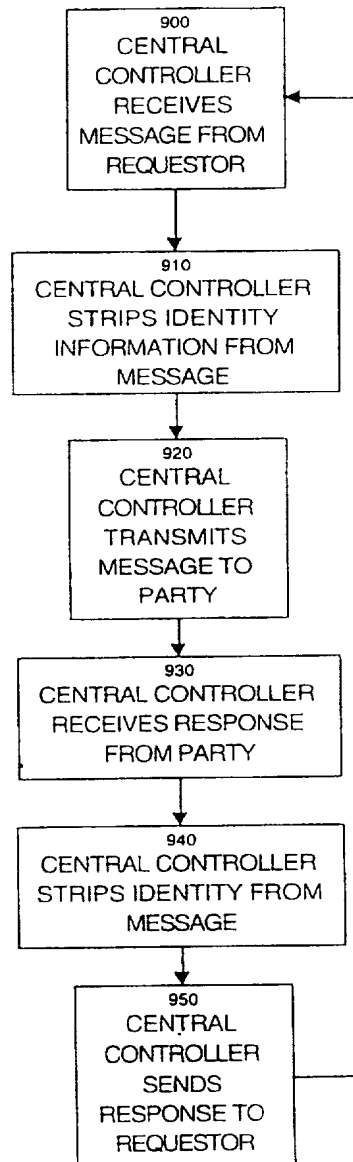 900
CENTRAL
CONTROLLER
RECEIVES
MESSAGE FROM
REQUESTOR
910
CENTRAL CONTROLLER
STRIPS IDENTITY
INFORMATION FROM
MESSAGE
920
CENTRAL
CONTROLLER
TRANSMITS
MESSAGE TO
PARTY
930
CENTRAL CONTROLLER
RECEIVES RESPONSE
FROM PARTY
940
CENTRAL CONTROLLER
STRIPS IDENTITY FROM
MESSAGE
950
CENTRAL
CONTROLLER
SENDS
RESPONSE TO
REQUESTOR